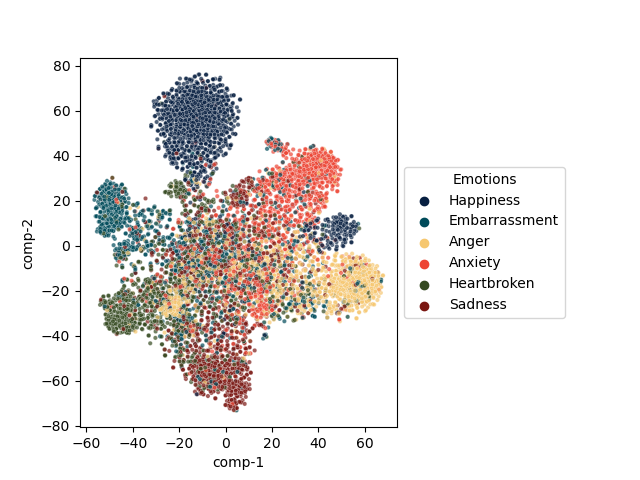 80
60
40
20
0
−20
−40
−60
−80
comp-2
−60 −40 −20 0 20 40 60
comp-1
Emotions
Happiness
Embarrassment
Anger
Anxiety
Heartbroken
Sadness